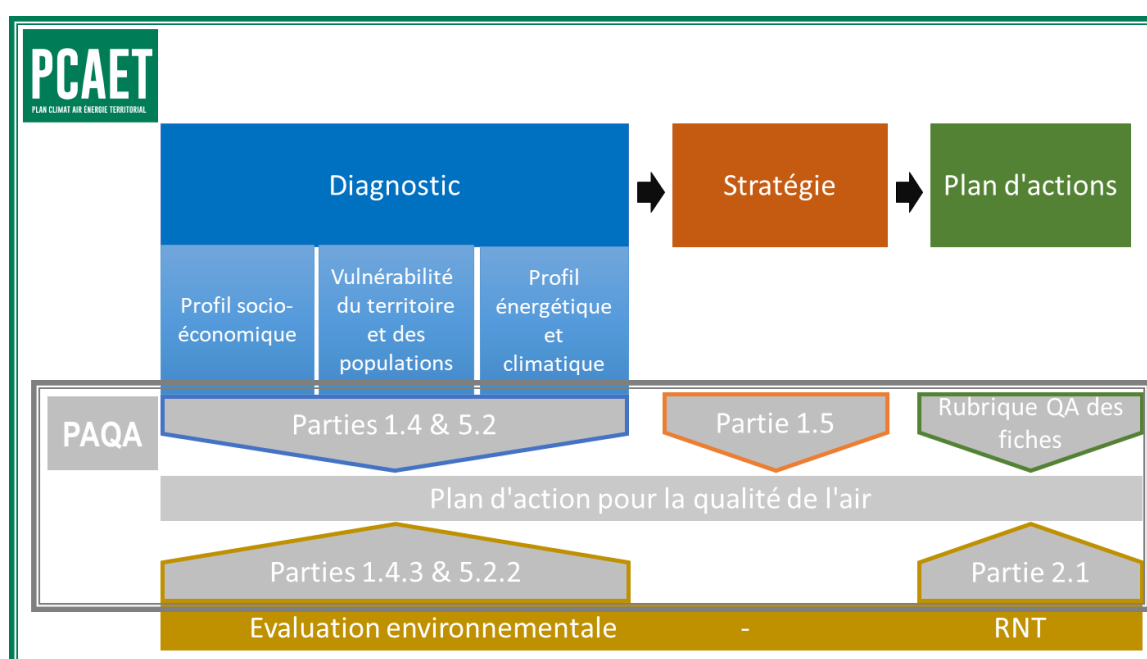 PCAET
PLAN CLIMAT AIR ÉNERGIE TERRITORIAL
Diagnostic
Stratégie
Plan d'actions
Profil socio-
économique
Vulnérabilité
du territoire
et des
populations
Profil
énergétique
et
climatique
PAQA
Parties 1.4 & 5.2
Partie 1.5
Rubrique QA des
fiches
Plan d'action pour la qualité de l'air
Parties 1.4.3 & 5.2.2
Partie 2.1
Evaluation environnementale
-
RNT